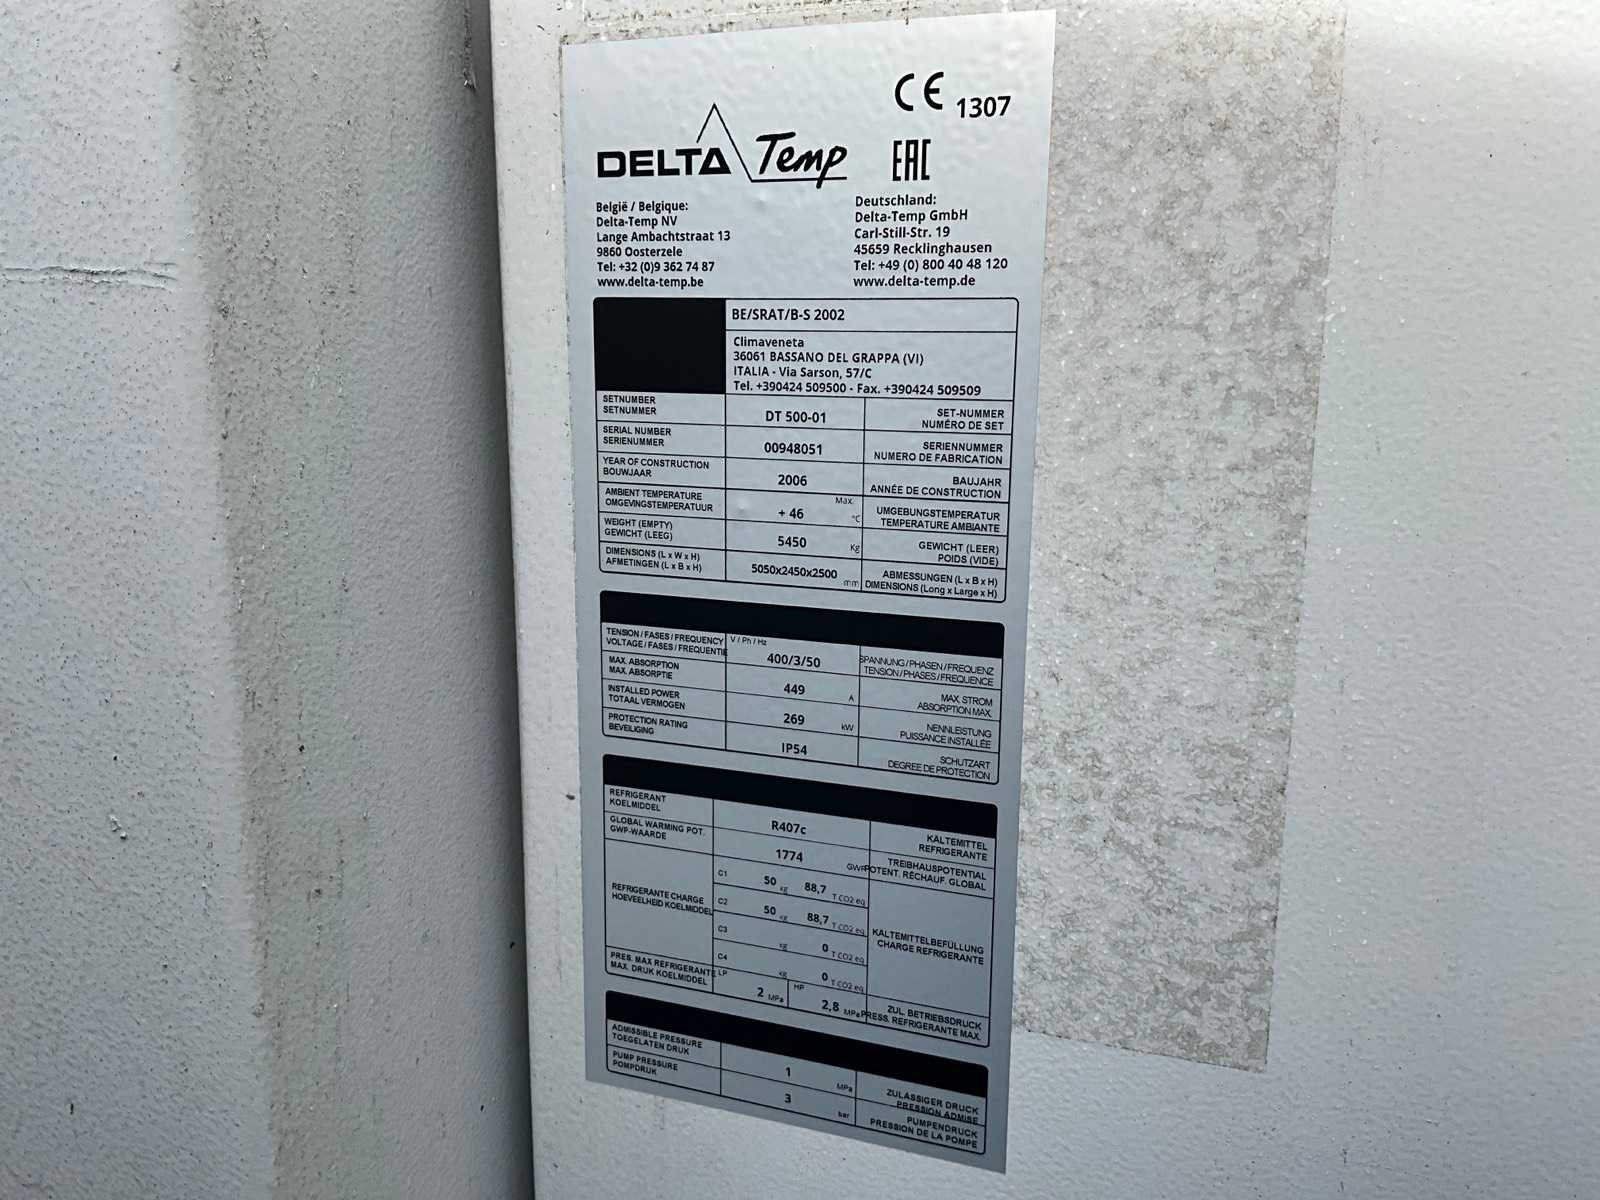 CE 1307
DELTA Temp EAC
België / Belgique:
Delta-Temp NV
Lange Ambachtstraat 13
9860 Oosterzele
Tel: +32 (0)9 362 74 87
www.delta-temp.be
Deutschland:
Delta-Temp GmbH
Carl-Still-Str. 19
45659 Recklinghausen
Tel: +49 (0) 800 40 48 120
www.delta-temp.de
BE/SRAT/B-S 2002
Climaveneta
36061 BASSANO DEL GRAPPA (VI)
ITALIA - Via Sarson, 57/C
Tel. +390424 509500 - Fax. +390424 509509
SETNUMBER
SETNUMMER
DT 500-01
SET-NUMMER
NUMÉRO DE SET
SERIAL NUMBER
SERIENUMMER
00948051
SERIENNUMMER
NUMERO DE FABRICATION
YEAR OF CONSTRUCTION
BOUWJAAR
2006
BAUJAHR
ANNÉE DE CONSTRUCTION
AMBIENT TEMPERATURE
OMGEVINGSTEMPERATUUR
Max.
+ 46 °C
UMGEBUNGSTEMPERATUR
TEMPERATURE AMBIANTE
WEIGHT (EMPTY)
GEWICHT (LEEG)
5450 Kg
GEWICHT (LEER)
POIDS (VIDE)
DIMENSIONS (L x W x H)
AFMETINGEN (L x B x H)
5050x2450x2500 mm
ABMESSUNGEN (L x B x H)
DIMENSIONS (Long x Large x H)
TENSION / FASES / FREQUENCY
VOLTAGE / FASES / FREQUENTIE
V / Ph / Hz
400/3/50
SPANNUNG / PHASEN / FREQUENZ
TENSION / PHASES / FREQUENCE
MAX. ABSORPTION
MAX. ABSORPTIE
449 A
MAX. STROM
ABSORPTION MAX.
INSTALLED POWER
TOTAAL VERMOGEN
269 kW
NENNLEISTUNG
PUISSANCE INSTALLÉE
PROTECTION RATING
BEVEILIGING
IP54
SCHUTZART
DEGREE DE PROTECTION
REFRIGERANT
KOELMIDDEL
R407c
KÄLTEMITTEL
REFRIGERANTE
GLOBAL WARMING POT.
GWP-WAARDE
1774 GWP
TREIBHAUSPOTENTIAL
POTENT. RÉCHAUF. GLOBAL
REFRIGERANTE CHARGE
HOEVEELHEID KOELMIDDEL
C1 50 kg 88,7 T CO2 eq
C2 50 kg 88,7 T CO2 eq
C3 kg 0 T CO2 eq
C4 kg 0 T CO2 eq
KÄLTEMITTELBEFÜLLUNG
CHARGE REFRIGERANTE
PRES. MAX REFRIGERANTE
MAX. DRUK KOELMIDDEL
LP 2 MPa HP 2,8 MPa
ZUL. BETRIEBSDRUCK
PRESS. REFRIGERANTE MAX.
ADMISSIBLE PRESSURE
TOEGELATEN DRUK
1 MPa
ZULÄSSIGER DRUCK
PRESSION ADMISE
PUMP PRESSURE
POMPDRUK
3 bar
PUMPENDRUCK
PRESSION DE LA POMPE